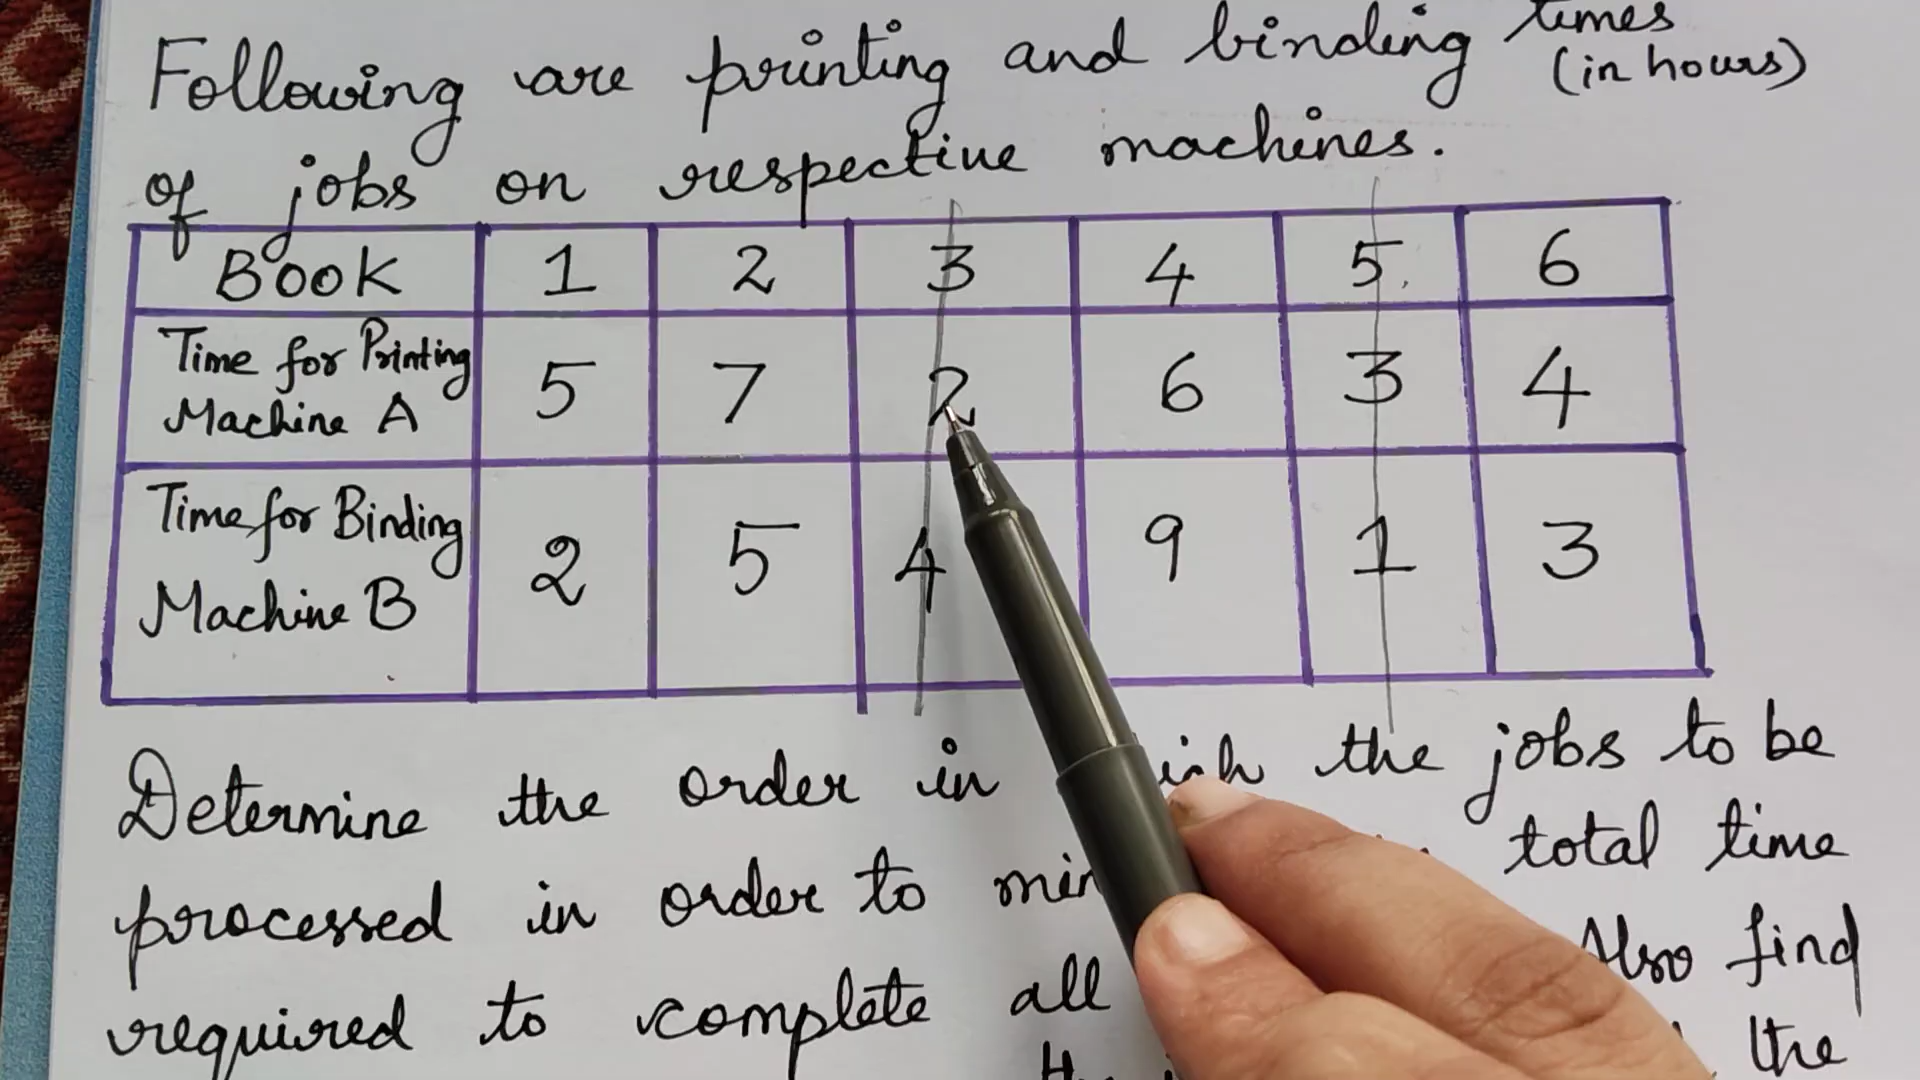 Following are printing and binding times
(in hours)
of jobs on respective machines.
Book 1 2 3 4 5 6
Time for Printing
Machine A 5 7 2 6 3 4
Time for Binding
Machine B 2 5 4 9 1 3
Determine the order in the jobs to be
processed in order to total time
required to complete all Also find
the